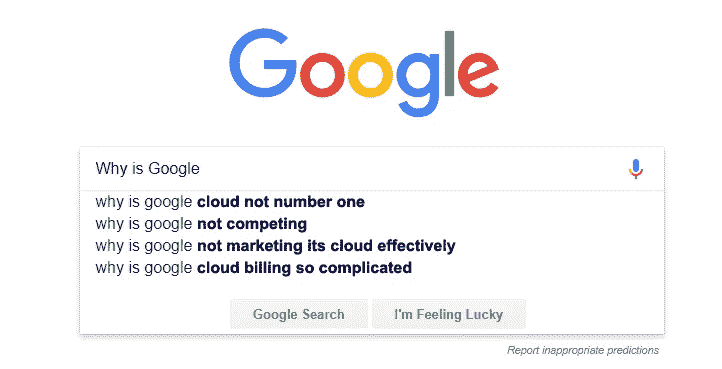 Google
Why is Google
why is google cloud not number one
why is google not competing
why is google not marketing its cloud effectively
why is google cloud billing so complicated
Google Search I'm Feeling Lucky
Report inappropriate predictions